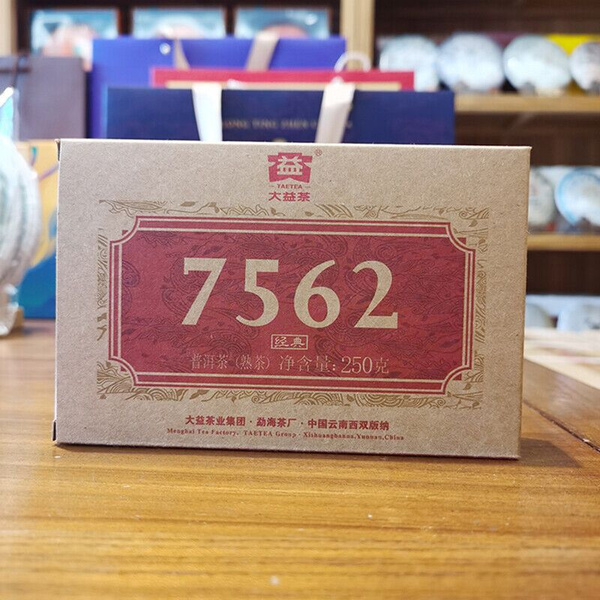 益
®
TAETEA
大益茶
7562
经典
普洱茶（熟茶）净含量：250克
大益茶业集团·勐海茶厂·中国云南西双版纳
Menghai Tea Factory, TAETEA Group · Xishuangbanna,Yunnan,China